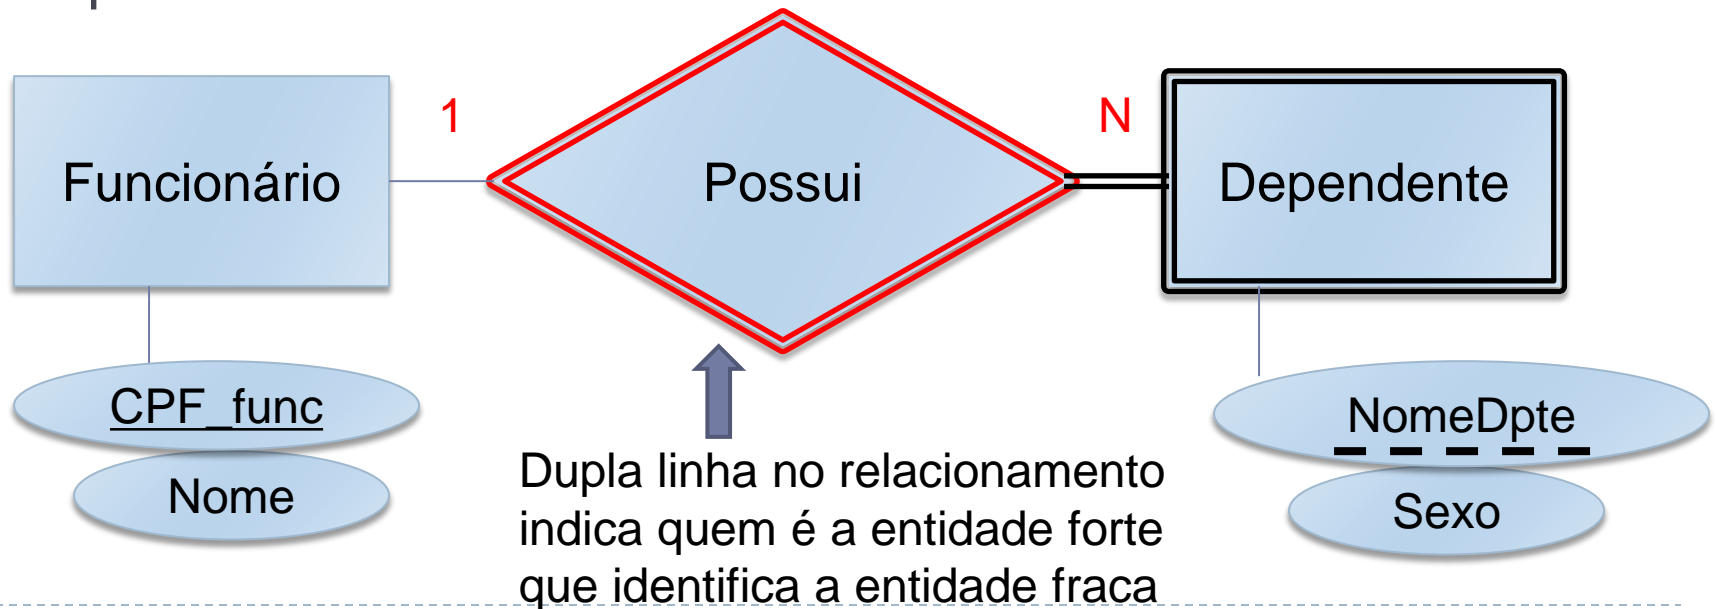 1
N
Funcionário
Possui
Dependente
CPF_func
Nome
NomeDpte
Sexo
Dupla linha no relacionamento
indica quem é a entidade forte
que identifica a entidade fraca